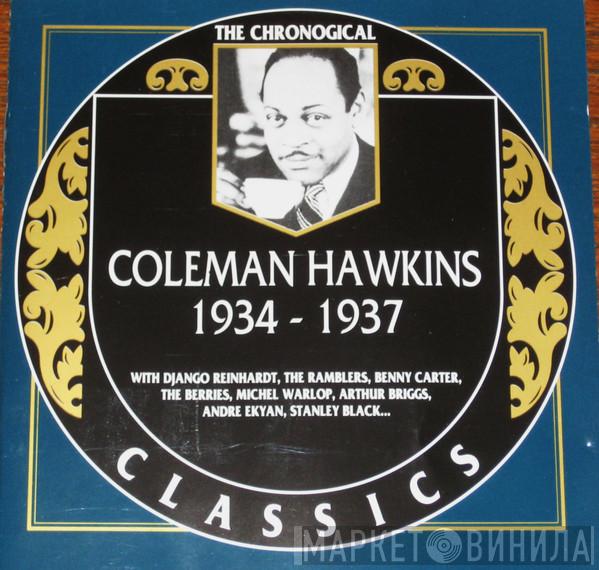 THE CHRONOGICAL
COLEMAN HAWKINS
1934 - 1937
WITH DJANGO REINHARDT, THE RAMBLERS, BENNY CARTER,
THE BERRIES, MICHEL WARLOP, ARTHUR BRIGGS,
ANDRE EKYAN, STANLEY BLACK...
CLASSICS
МАРКЕТ ВИНИЛА